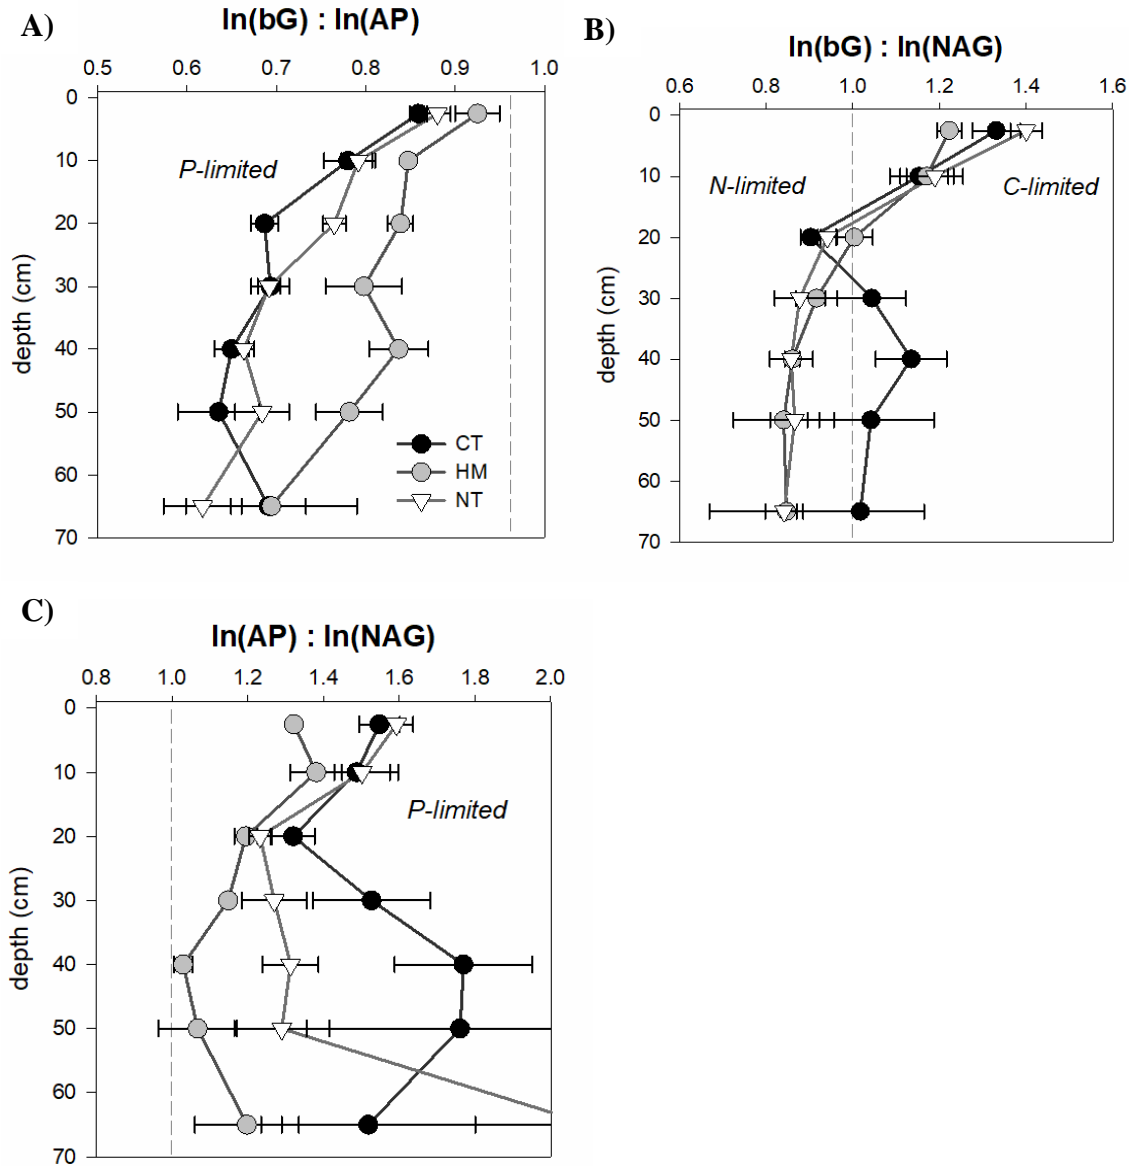 A)
ln(bG) : ln(AP)
0.5 0.6 0.7 0.8 0.9 1.0
0
10
20
30
40
50
60
70
depth (cm)
P-limited
CT
HM
NT
B)
ln(bG) : ln(NAG)
0.6 0.8 1.0 1.2 1.4 1.6
0
10
20
30
40
50
60
70
depth (cm)
N-limited
C-limited
C)
ln(AP) : ln(NAG)
0.8 1.0 1.2 1.4 1.6 1.8 2.0
0
10
20
30
40
50
60
70
depth (cm)
P-limited